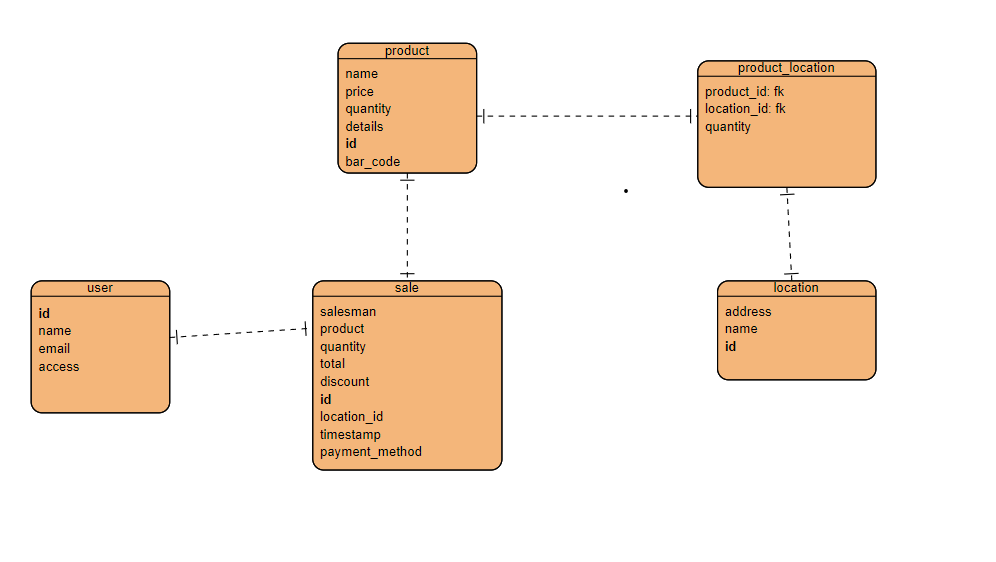 product
name
price
quantity
details
id
bar_code
product_location
product_id: fk
location_id: fk
quantity
user
id
name
email
access
sale
salesman
product
quantity
total
discount
id
location_id
timestamp
payment_method
location
address
name
id